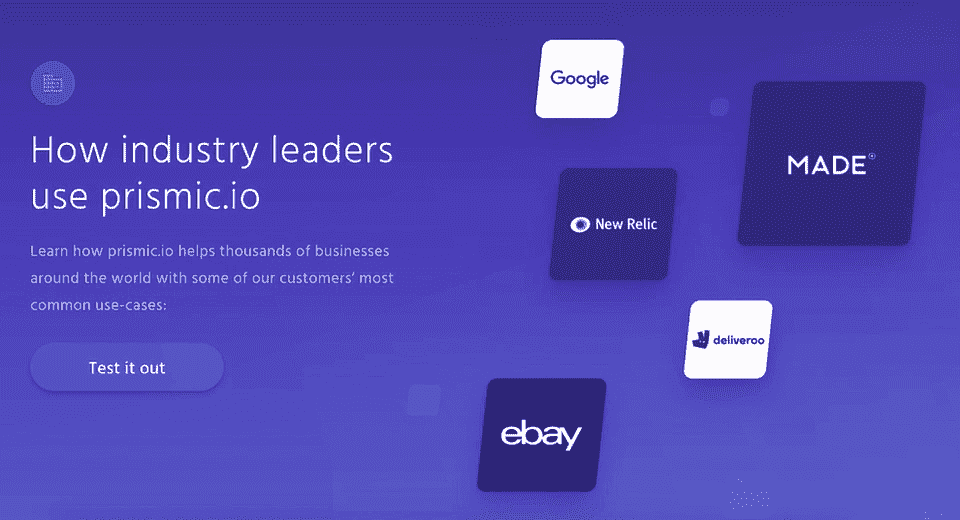 How industry leaders
use prismic.io
Learn how prismic.io helps thousands of businesses
around the world with some of our customers' most
common use-cases:
Test it out
Google
MADE
New Relic
deliveroo
ebay